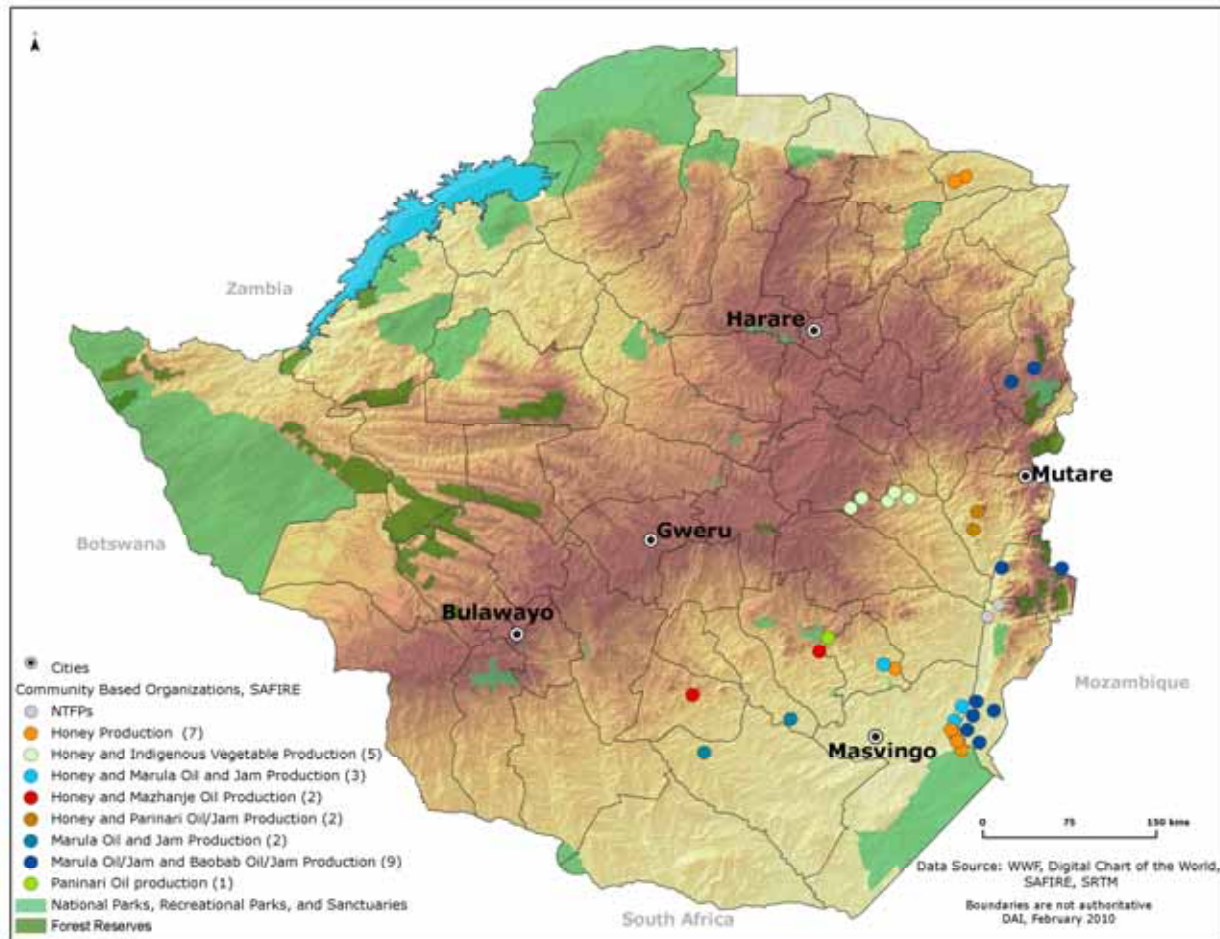 Zambia
Harare
Mutare
Gweru
Botswana
Bulawayo
Mozambique
Masvingo
South Africa
Cities
Community Based Organizations, SAFIRE
NTFPs
Honey Production (7)
Honey and Indigenous Vegetable Production (5)
Honey and Marula Oil and Jam Production (3)
Honey and Mazhanje Oil Production (2)
Honey and Parinari Oil/Jam Production (2)
Marula Oil and Jam Production (2)
Marula Oil/Jam and Baobab Oil/Jam Production (9)
Paninari Oil production (1)
National Parks, Recreational Parks, and Sanctuaries
Forest Reserves
0 75 150 kms
Data Source: WWF, Digital Chart of the World,
SAFIRE, SRTM
Boundaries are not authoritative
DAI, February 2010